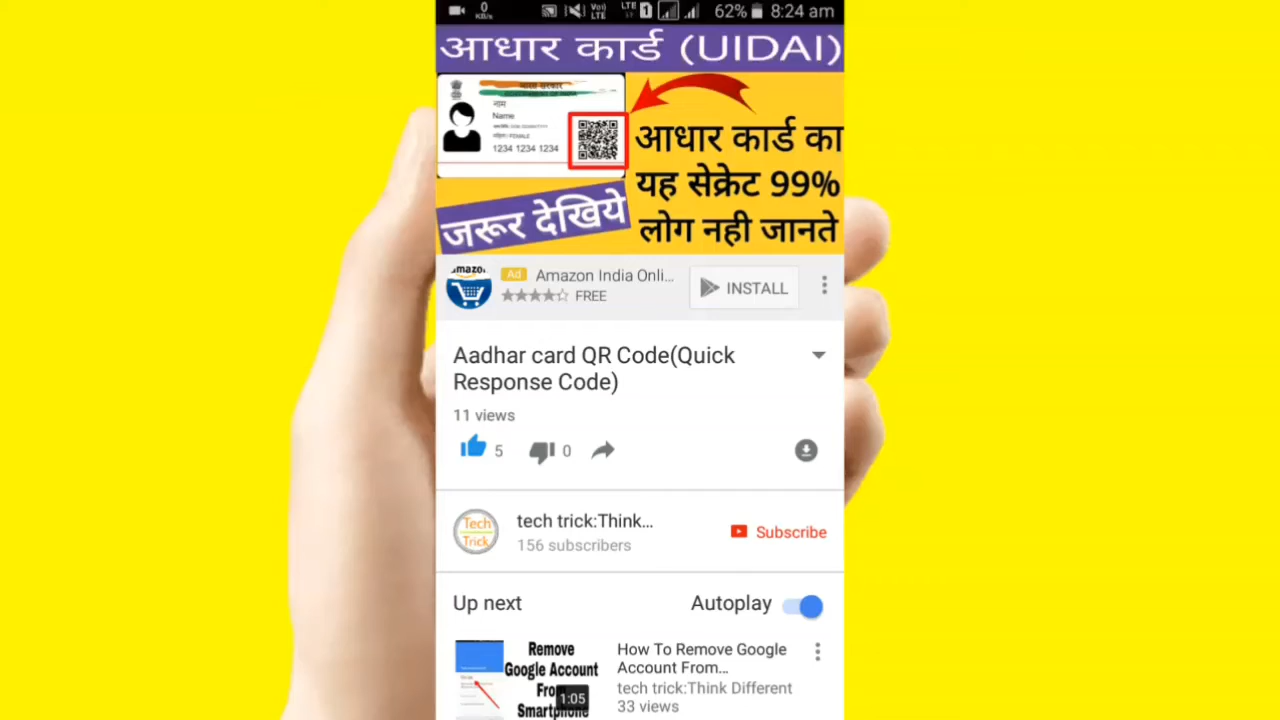 0
KB/s
Vo)
LTE
LTE
1
62%
8:24 am
आधार कार्ड (UIDAI)
नाम
Name
1234 1234 1234
आधार कार्ड का
यह सेक्रेट 99%
लोग नही जानते
जरूर देखिये
amazo
Ad Amazon India Onli...
FREE
INSTALL
Aadhar card QR Code(Quick
Response Code)
11 views
5
0
Tech
Trick
tech trick:Think...
156 subscribers
Subscribe
Up next
Autoplay
Remove
Google Account
From
Smartphone
1:05
How To Remove Google
Account From...
tech trick:Think Different
33 views